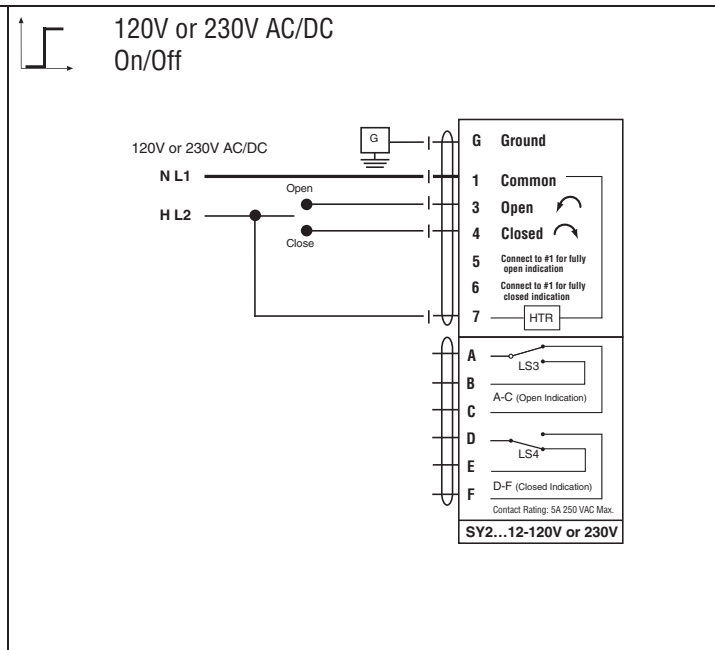 120V or 230V AC/DC
On/Off
120V or 230V AC/DC
N L1
H L2
Open
Close
G
G Ground
1 Common
3 Open
4 Closed
5 Connect to #1 for fully
open indication
6 Connect to #1 for fully
closed indication
7 HTR
A
LS3
B
A-C (Open Indication)
C
D
LS4
E
D-F (Closed Indication)
F
Contact Rating: 5A 250 VAC Max.
SY2...12-120V or 230V